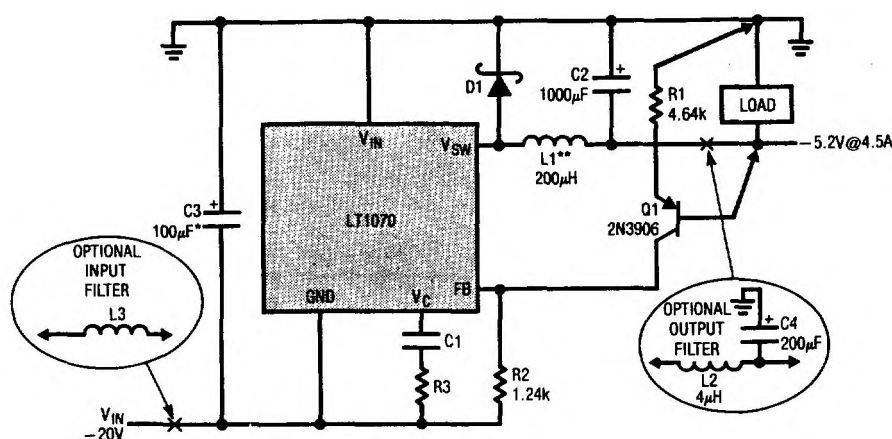 C2
1000μF
+
D1
R1
4.64k
LOAD
VIN
VSW
L1**
200μH
−5.2V@4.5A
C3
100μF*
+
LT1070
Q1
2N3906
OPTIONAL
INPUT
FILTER
L3
GND
VC
FB
C1
R3
R2
1.24k
OPTIONAL
OUTPUT
FILTER
+
C4
200μF
L2
4μH
VIN
−20V